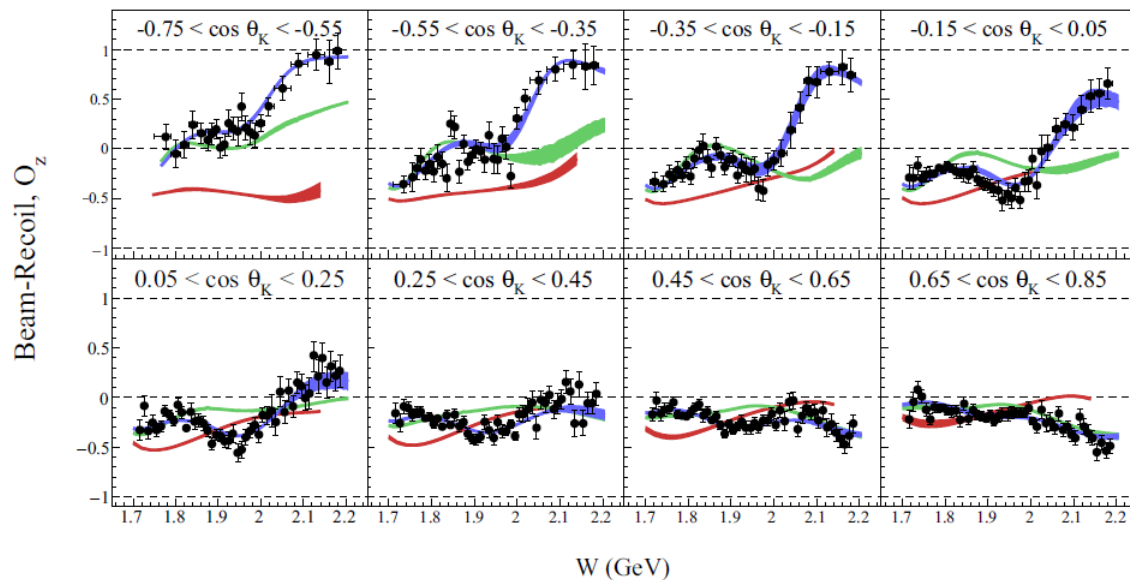 Beam-Recoil, O_z
-0.75 < cos θ_K < -0.55
-0.55 < cos θ_K < -0.35
-0.35 < cos θ_K < -0.15
-0.15 < cos θ_K < 0.05
1
0.5
0
−0.5
−1
0.05 < cos θ_K < 0.25
0.25 < cos θ_K < 0.45
0.45 < cos θ_K < 0.65
0.65 < cos θ_K < 0.85
1
0.5
0
−0.5
−1
1.7 1.8 1.9 2 2.1 2.2
1.7 1.8 1.9 2 2.1 2.2
1.7 1.8 1.9 2 2.1 2.2
1.7 1.8 1.9 2 2.1 2.2
W (GeV)